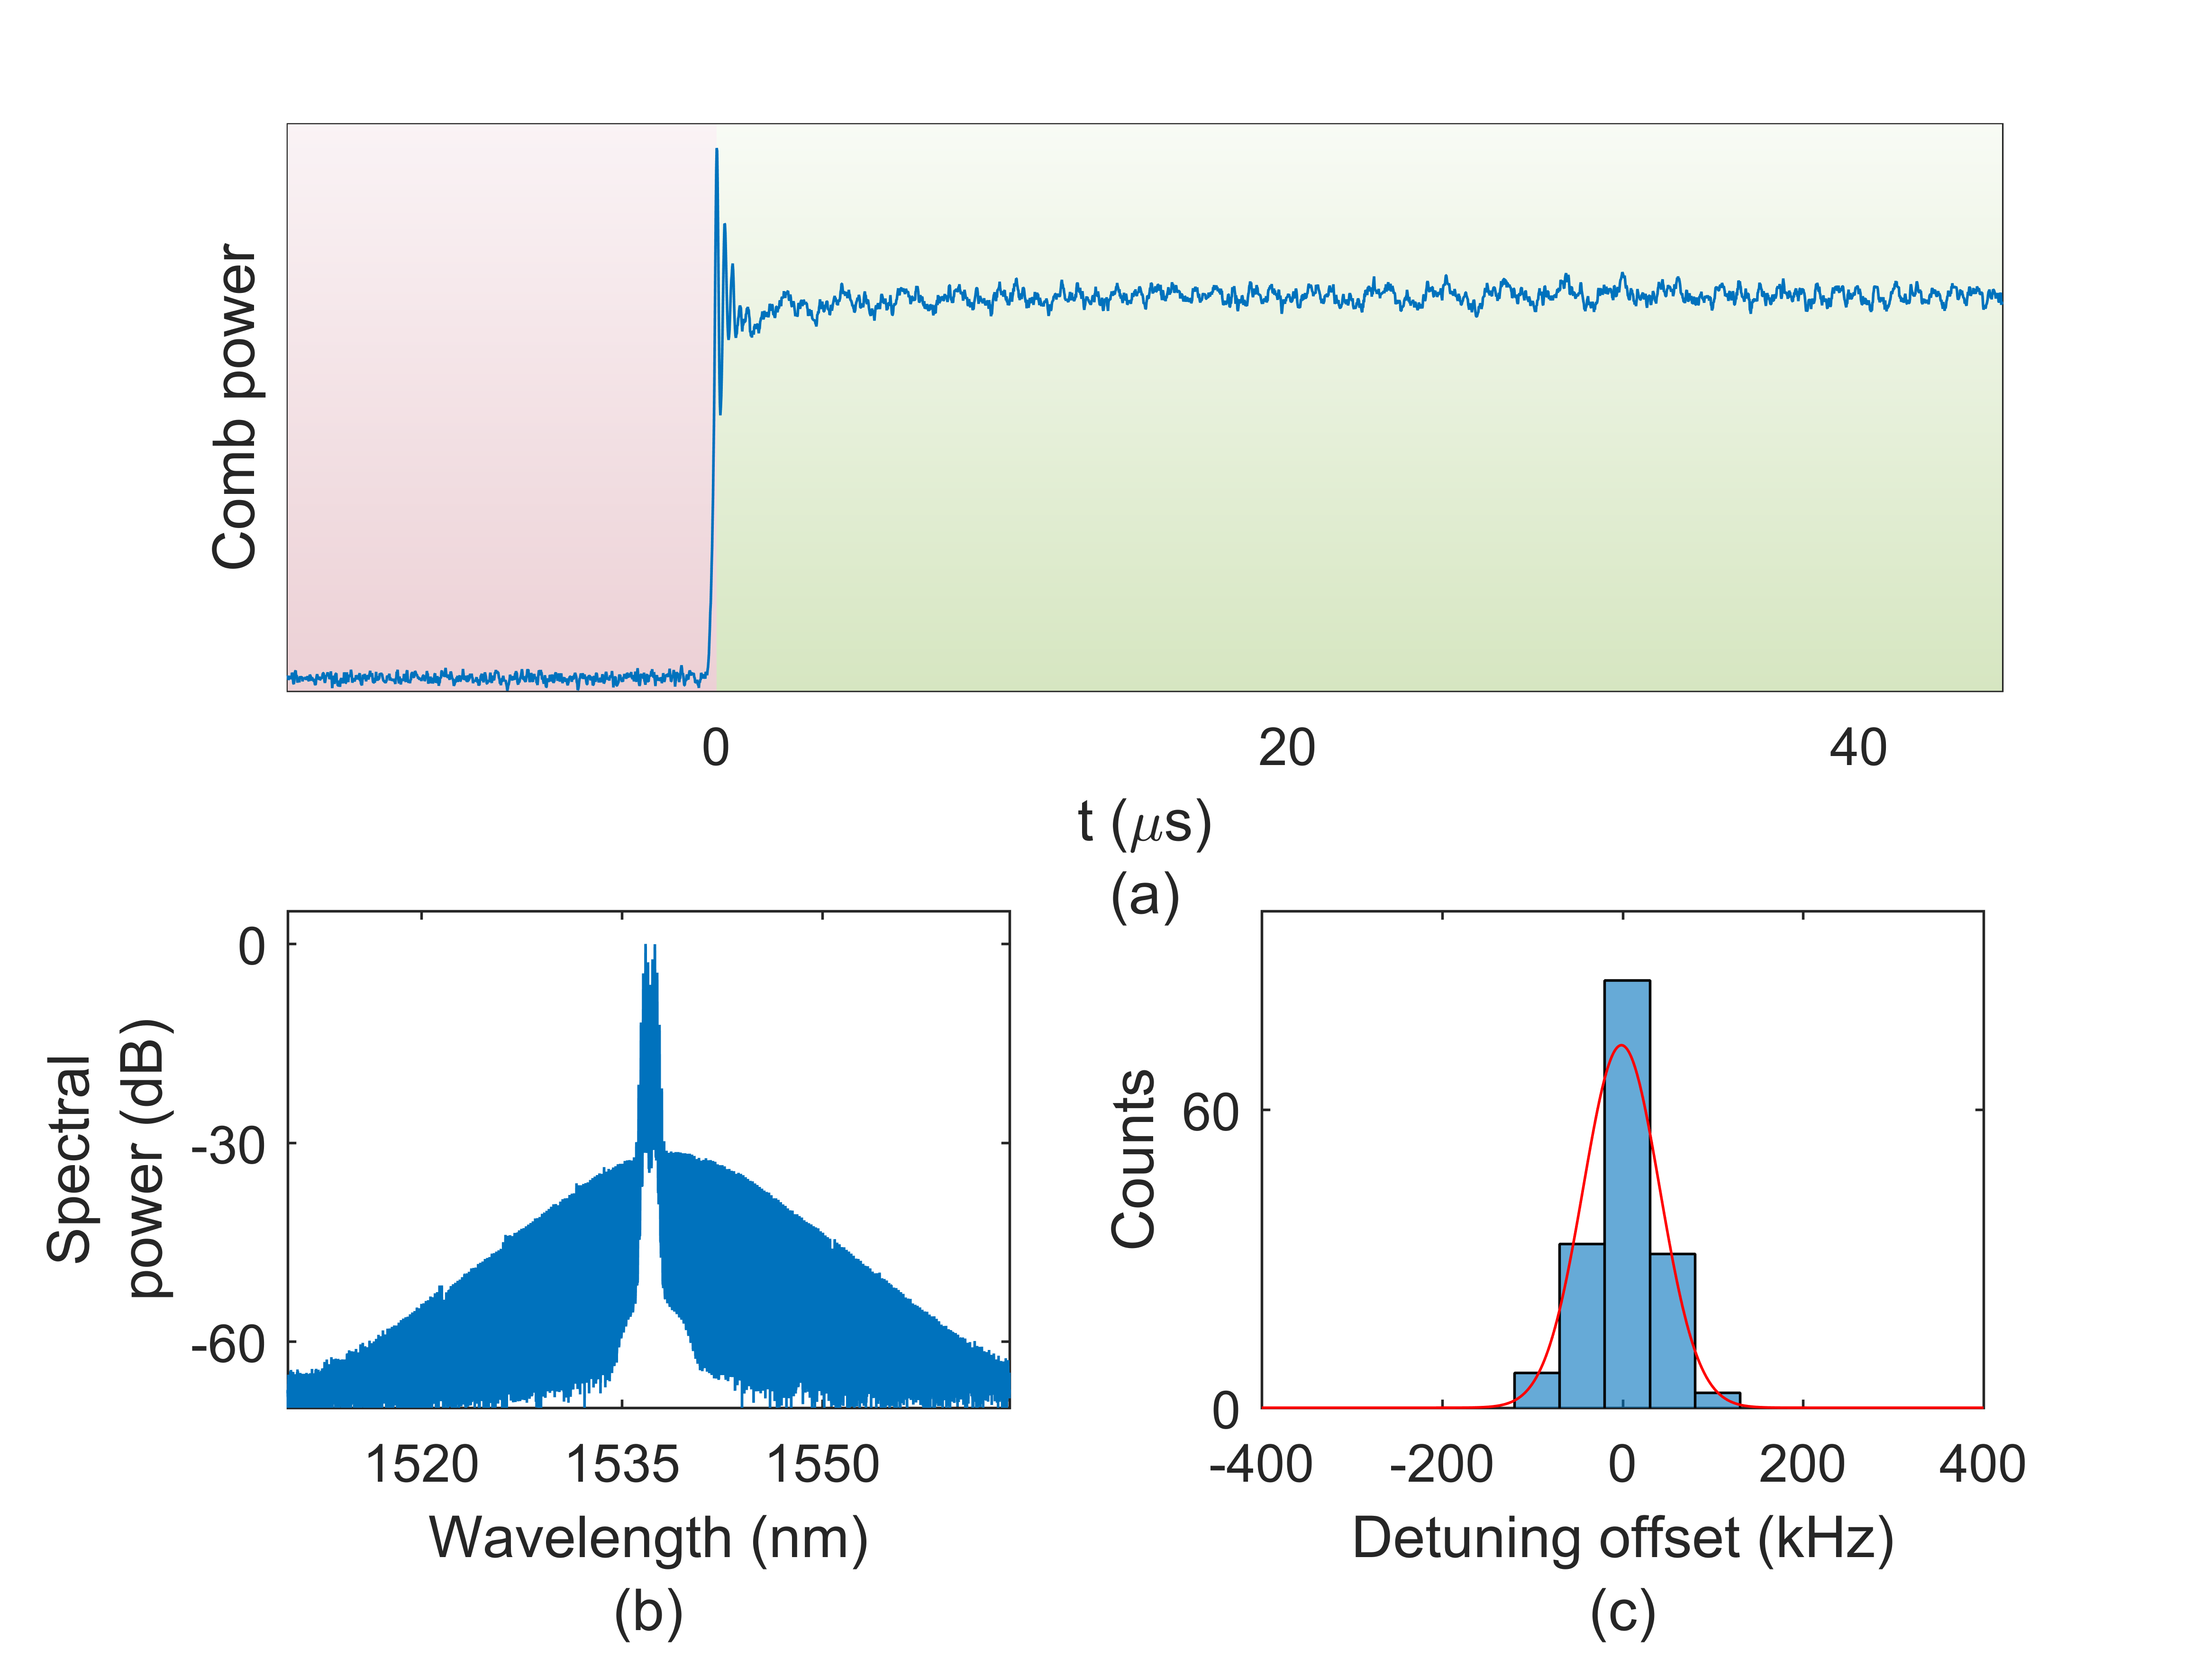 Comb power
0 20 40
t (μs)
(a)
Spectral
power (dB)
0
-30
-60
1520 1535 1550
Wavelength (nm)
(b)
Counts
60
0
-400 -200 0 200 400
Detuning offset (kHz)
(c)